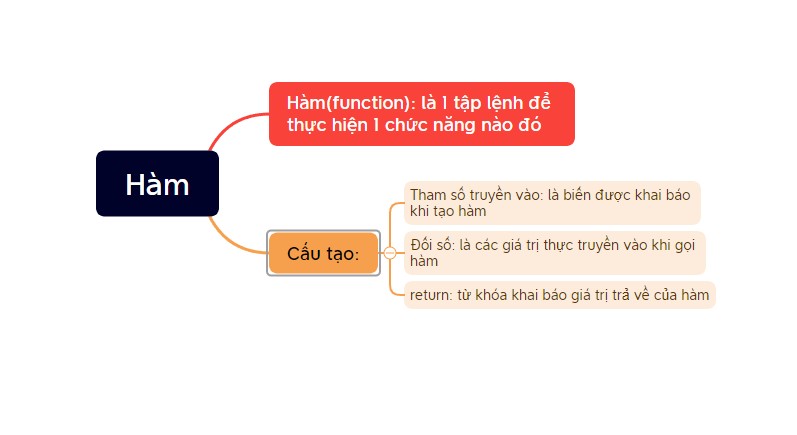 Hàm
Hàm(function): là 1 tập lệnh để
thực hiện 1 chức năng nào đó
Cấu tạo:
Tham số truyền vào: là biến được khai báo
khi tạo hàm
Đối số: là các giá trị thực truyền vào khi gọi
hàm
return: từ khóa khai báo giá trị trả về của hàm